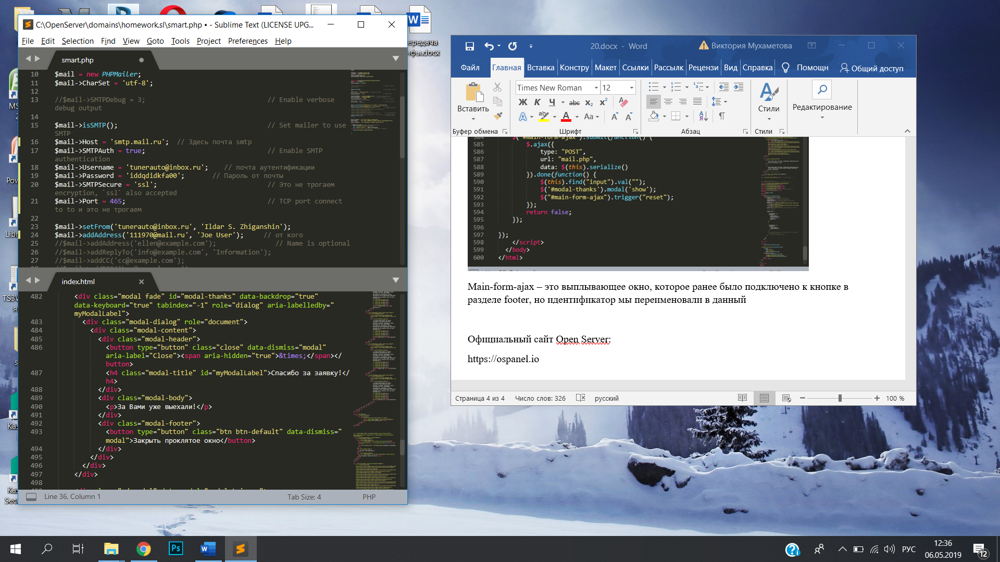 C:\OpenServer\domains\homework.sl\smart.php • - Sublime Text (LICENSE UPG...
File Edit Selection Find View Goto Tools Project Preferences Help
smart.php
10 $mail = new PHPMailer;
11 $mail->CharSet = 'utf-8';
12
13 //$mail->SMTPDebug = 3; // Enable verbose
debug output
14
15 $mail->isSMTP(); // Set mailer to use
SMTP
16 $mail->Host = 'smtp.mail.ru'; // Здесь почта smtp
17 $mail->SMTPAuth = true; // Enable SMTP
authentication
18 $mail->Username = 'tunerauto@inbox.ru'; // почта аутентификации
19 $mail->Password = 'iddqdidkfa00'; // Пароль от почты
20 $mail->SMTPSecure = 'ssl'; // Это не трогаем
encryption, `ssl` also accepted
21 $mail->Port = 465; // TCP port connect
to to и это не трогаем
22
23 $mail->setFrom('tunerauto@inbox.ru', 'Ildar S. Zhiganshin');
24 $mail->addAddress('111970@mail.ru', 'Joe User'); // от кого
25 //$mail->addAddress('ellen@example.com'); // Name is optional
26 //$mail->addReplyTo('info@example.com', 'Information');
27 //$mail->addCC('cc@example.com');
index.html
482 <div class="modal fade" id="modal-thanks" data-backdrop="true"
data-keyboard="true" tabindex="-1" role="dialog" aria-labelledby="
myModalLabel">
483 <div class="modal-dialog" role="document">
484 <div class="modal-content">
485 <div class="modal-header">
486 <button type="button" class="close" data-dismiss="modal"
aria-label="Close"><span aria-hidden="true">&times;</span></
button>
487 <h4 class="modal-title" id="myModalLabel">Спасибо за заявку!</
h4>
488 </div>
489 <div class="modal-body">
490 <p>За Вами уже выехали!</p>
491 </div>
492 <div class="modal-footer">
493 <button type="button" class="btn btn-default" data-dismiss="
modal">Закрыть проклятое окно</button>
494 </div>
495 </div>
496 </div>
497 </div>
498
Line 36, Column 1 Tab Size: 4 PHP
20.docx - Word
Виктория Мухаметова
Файл Главная Вставка Констру Макет Ссылки Рассылк Рецензи Вид Справка Помощн Общий доступ
Times New Roman 12
Вставить
Ж К Ч abc x₂ x²
Стили
Редактирование
Буфер обмена Шрифт Абзац Стили
584 $("#main-form-ajax").submit(function() {
585 $.ajax({
586 type: "POST",
587 url: "mail.php",
588 data: $(this).serialize()
589 }).done(function() {
590 $(this).find("input").val("");
591 $('#modal-thanks').modal('show');
592 $("#main-form-ajax").trigger("reset");
593 });
594 return false;
595 });
596
597 });
598 </script>
599 </body>
600 </html>
Main-form-ajax – это выплывающее окно, которое ранее было подключено к кнопке в
разделе footer, но идентификатор мы переименовали в данный
Официальный сайт Open Server:
https://ospanel.io
Страница 4 из 4 Число слов: 326 русский 100 %
РУС
12:36
06.05.2019
12